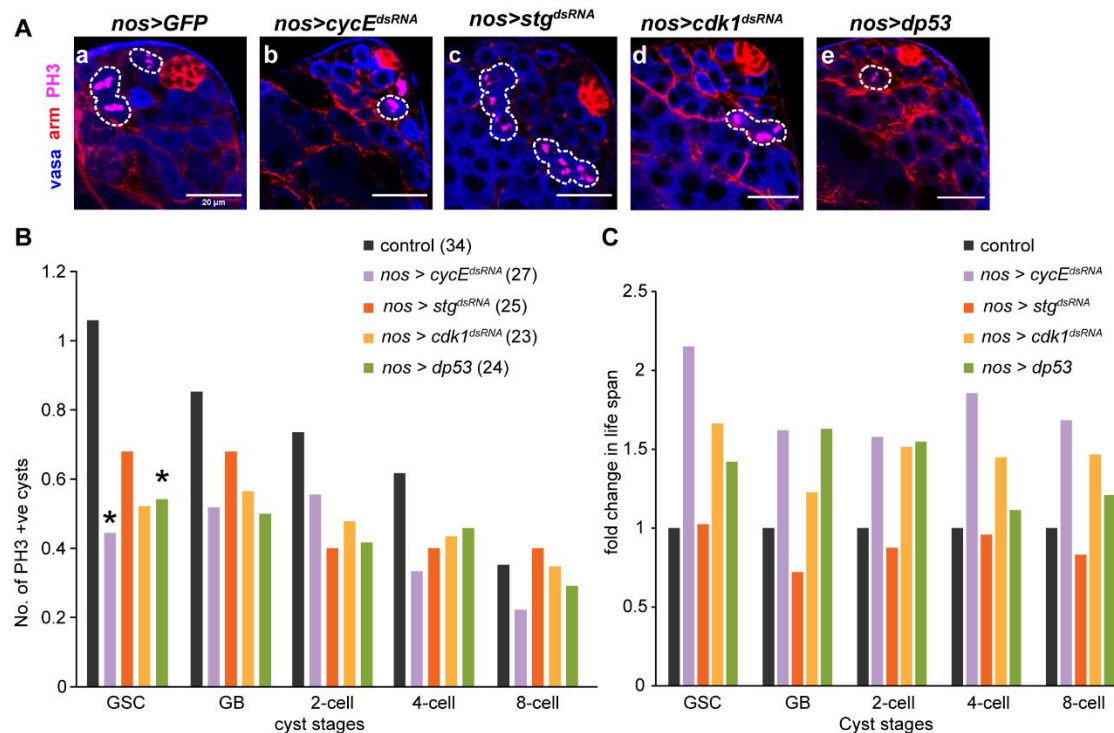 A
nos>GFP
nos>cycE^dsRNA
nos>stg^dsRNA
nos>cdk1^dsRNA
nos>dp53
vasa arm PH3
a
b
c
d
e
20 μm
B
control (34)
nos > cycE^dsRNA (27)
nos > stg^dsRNA (25)
nos > cdk1^dsRNA (23)
nos > dp53 (24)
No. of PH3 +ve cysts
1.2
1
0.8
0.6
0.4
0.2
0
*
*
GSC
GB
2-cell
4-cell
8-cell
cyst stages
C
control
nos > cycE^dsRNA
nos > stg^dsRNA
nos > cdk1^dsRNA
nos > dp53
fold change in life span
2.5
2
1.5
1
0.5
0
GSC
GB
2-cell
4-cell
8-cell
Cyst stages